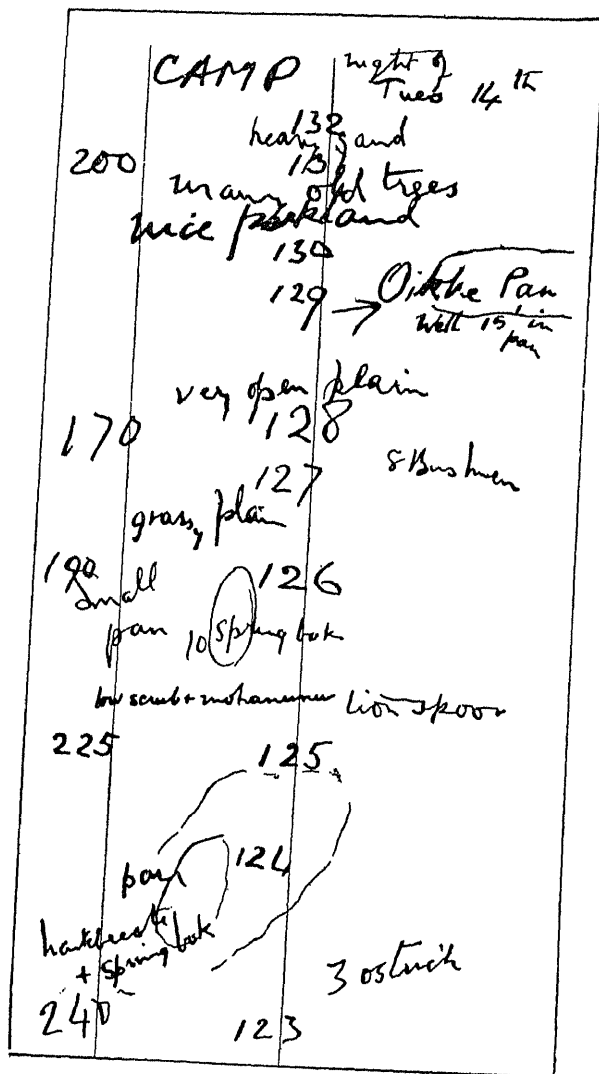 CAMP night of
Tues 14th
132
heavy sand
200 131
many old trees
nice parkland
130
129 → Oikhe Pan
Well 15' in
pan
very open plain
170 128
127 8 Bushmen
grassy plain
190 126
Small
pan 10 Springbok
low scrub + lion spoor
225 125
pan 124
hartebeeste
+ Springbok
3 ostrich
240 123